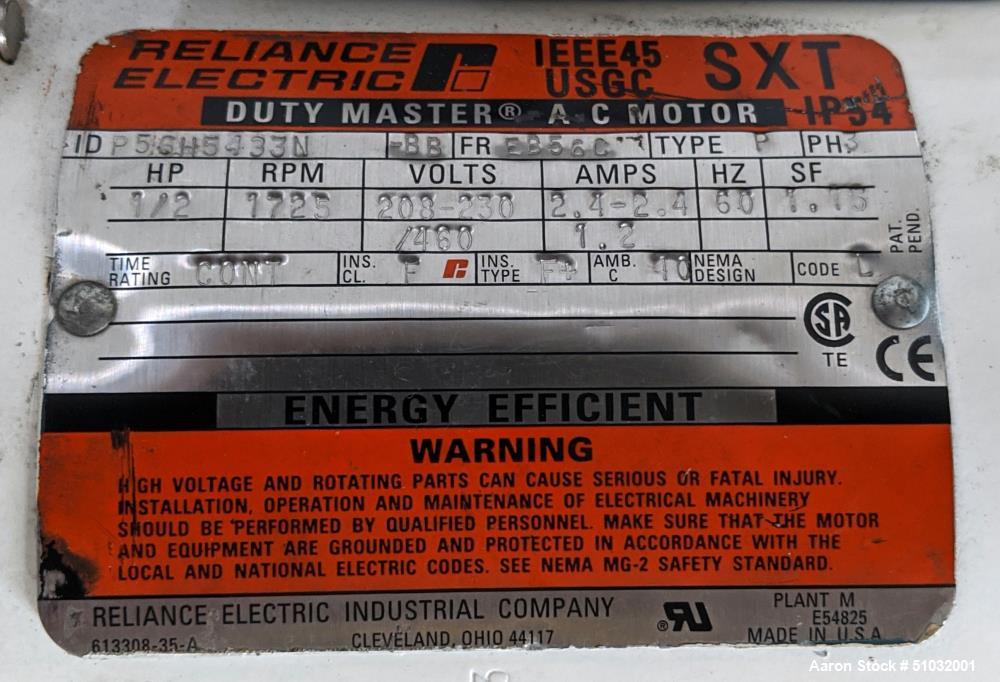 RELIANCE ELECTRIC
IEEE45 USGC
SXT
DUTY MASTER® A-C MOTOR
IP54
ID P56H5433N -BB FR EB56C TYPE P PH3
HP RPM VOLTS AMPS HZ SF
1/2 1725 208-230 2.4-2.4 60 1.15
/460 1.2
PAT. PEND.
TIME RATING CONT INS. CL. F INS. TYPE AMB. C 40 NEMA DESIGN CODE L
CSA
TE
CE
ENERGY EFFICIENT
WARNING
HIGH VOLTAGE AND ROTATING PARTS CAN CAUSE SERIOUS OR FATAL INJURY.
INSTALLATION, OPERATION AND MAINTENANCE OF ELECTRICAL MACHINERY
SHOULD BE PERFORMED BY QUALIFIED PERSONNEL. MAKE SURE THAT THE MOTOR
AND EQUIPMENT ARE GROUNDED AND PROTECTED IN ACCORDANCE WITH THE
LOCAL AND NATIONAL ELECTRIC CODES. SEE NEMA MG-2 SAFETY STANDARD.
RELIANCE ELECTRIC INDUSTRIAL COMPANY
613308-35-A
CLEVELAND, OHIO 44117
PLANT M
E54825
MADE IN U.S.A
Aaron Stock # 51032001